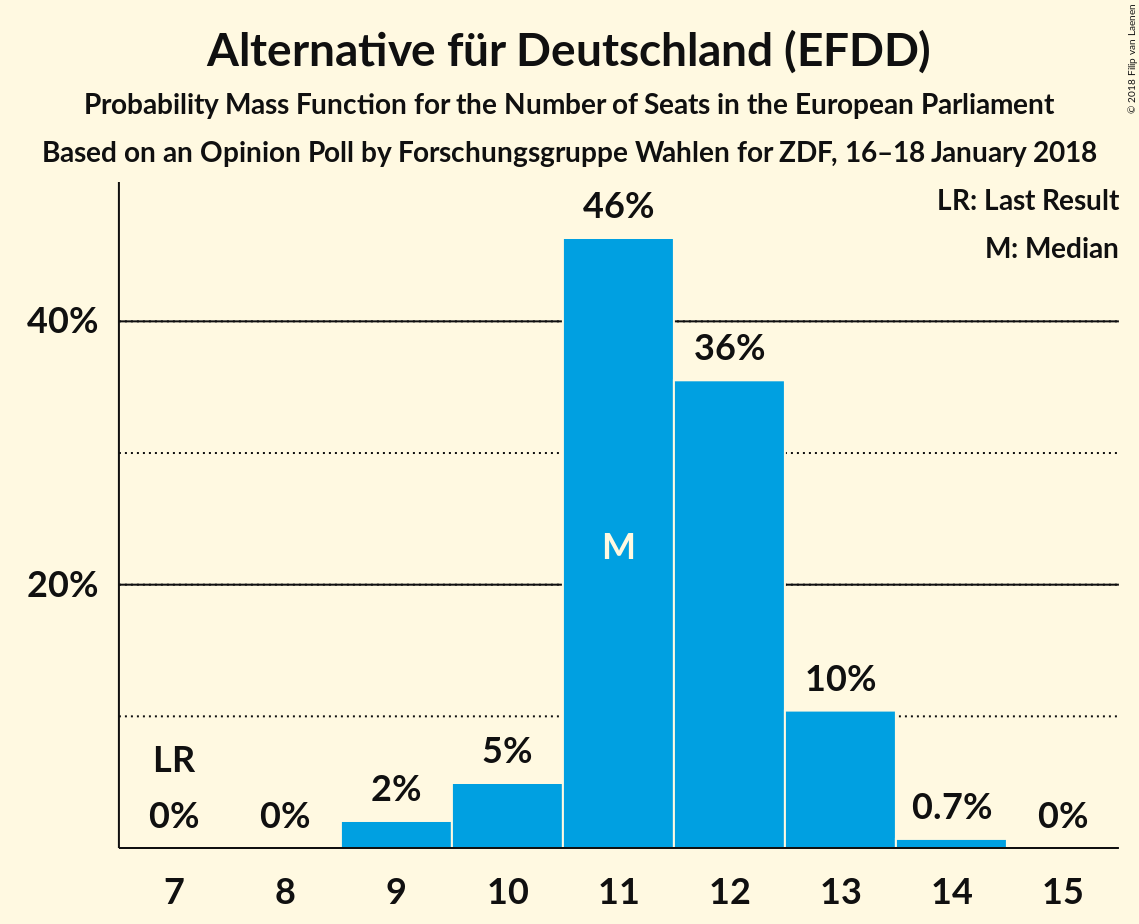 Alternative für Deutschland (EFDD)
Probability Mass Function for the Number of Seats in the European Parliament
Based on an Opinion Poll by Forschungsgruppe Wahlen for ZDF, 16–18 January 2018
© 2018 Filip van Laenen
LR: Last Result
M: Median
46%
40%
36%
M
20%
10%
LR
5%
2%
0%
0%
0.7%
0%
7 8 9 10 11 12 13 14 15